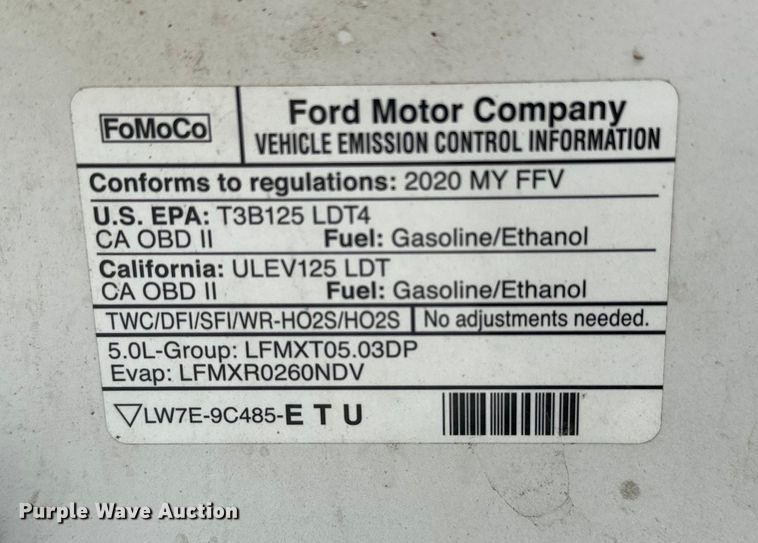 FoMoCo
Ford Motor Company
VEHICLE EMISSION CONTROL INFORMATION
Conforms to regulations: 2020 MY FFV
U.S. EPA: T3B125 LDT4
CA OBD II Fuel: Gasoline/Ethanol
California: ULEV125 LDT
CA OBD II Fuel: Gasoline/Ethanol
TWC/DFI/SFI/WR-HO2S/HO2S No adjustments needed.
5.0L-Group: LFMXT05.03DP
Evap: LFMXR0260NDV
▽LW7E-9C485-E T U
Purple Wave Auction